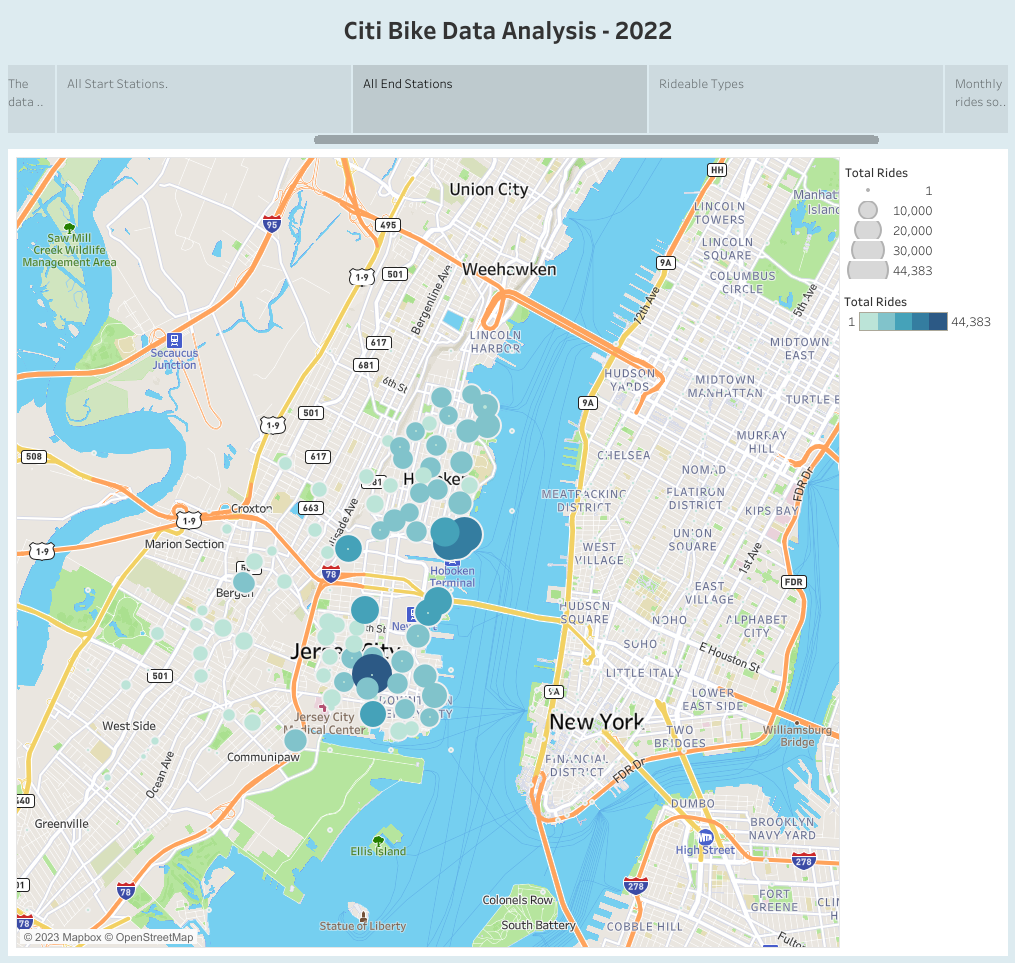 Citi Bike Data Analysis - 2022
The
data ..
All Start Stations.
All End Stations
Rideable Types
Monthly
rides so..
Total Rides
1
10,000
20,000
30,000
44,383
Total Rides
1
44,383
Union City
HH
LINCOLN
TOWERS
95
495
Saw Mill
Creek Wildlife
Management Area
LINCOLN
SQUARE
9A
COLUMBUS
CIRCLE
Weehawken
1-9
501
Bergenline Ave
12th Ave
5th Ave
LINCOLN
HARBOR
617
Secaucus
Junction
681
MIDTOWN
EAST
HUDSON
YARDS
MIDTOWN
MANHATTAN
6th St
TURTLE B
9A
501
1-9
MURRAY
HILL
508
617
CHELSEA
NOMAD
FDR Dr
MEATPACKING
DISTRICT
FLATIRON
DISTRICT
KIPS BAY
Croxton
663
1-9
UNION
SQUARE
Marion Section
1-9
WEST
VILLAGE
1st Ave
78
Hoboken
Terminal
FDR
EAST
VILLAGE
HUDSON
SQUARE
NOHO
ALPHABET
CITY
SOHO
E Houston St
LITTLE ITALY
501
9A
LOWER
EAST SIDE
West Side
Jersey City
Medical Center
New York
TWO
BRIDGES
Williamsburg
Bridge
Communipaw
FINANCIAL
DISTRICT
FDR Dr
Ocean Ave
440
DUMBO
Greenville
BROOKLYN
NAVY YARD
Ellis Island
High Street
278
78
278
Colonels Row
FORT
GREENE
Statue of Liberty
South Battery
COBBLE HILL
78
© 2023 Mapbox © OpenStreetMap